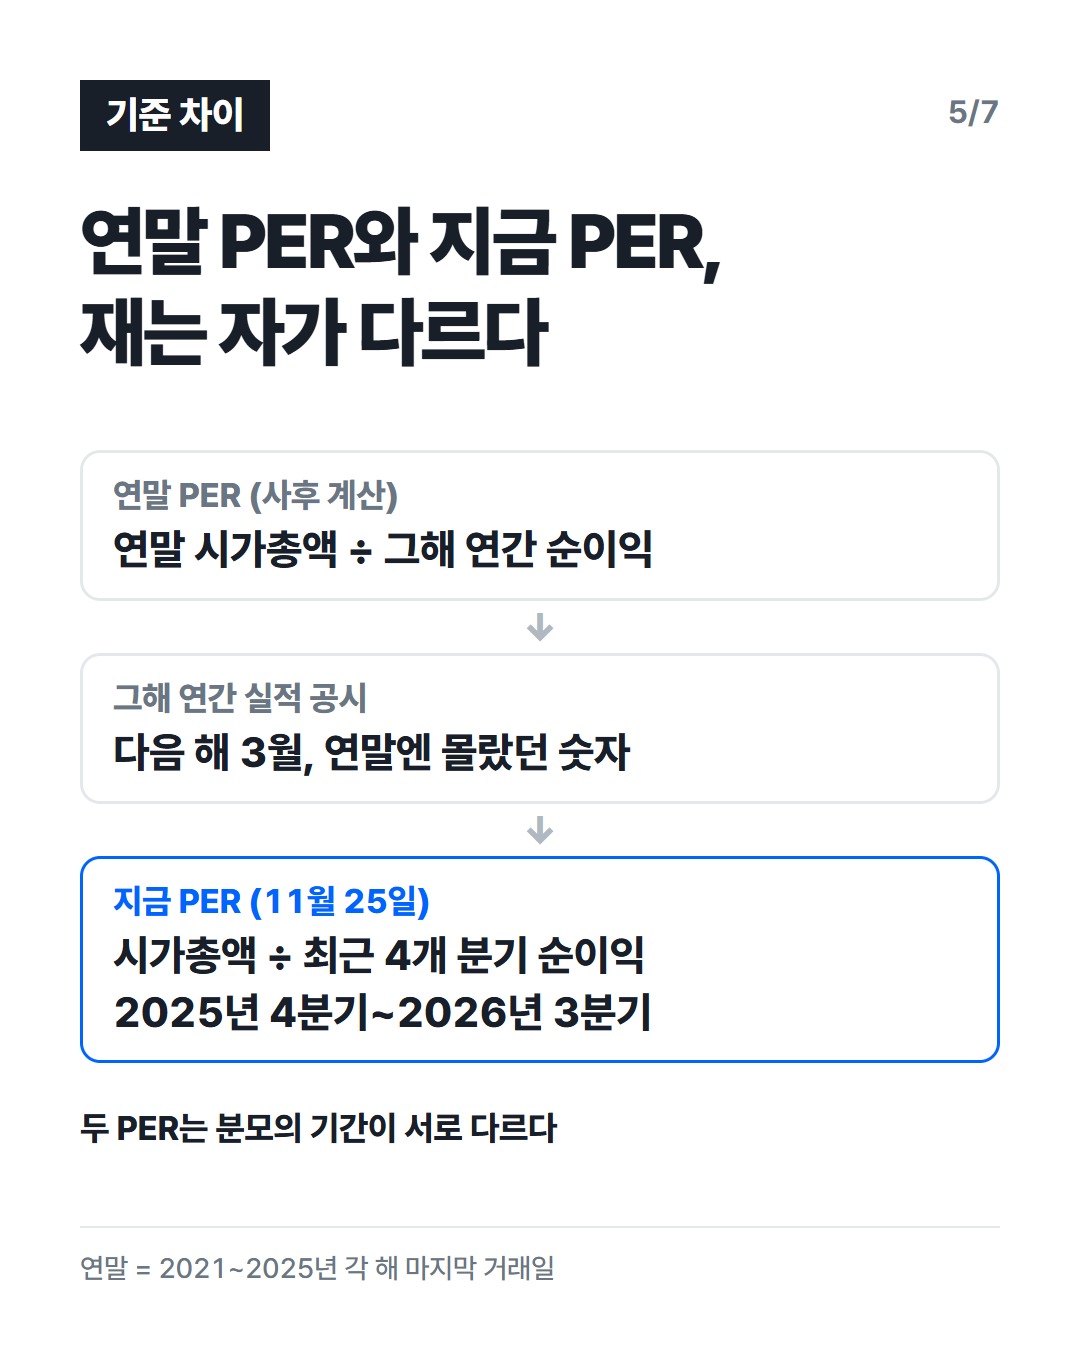 기준 차이
5/7
연말 PER와 지금 PER,
재는 자가 다르다
연말 PER (사후 계산)
연말 시가총액 ÷ 그해 연간 순이익
↓
그해 연간 실적 공시
다음 해 3월, 연말엔 몰랐던 숫자
↓
지금 PER (11월 25일)
시가총액 ÷ 최근 4개 분기 순이익
2025년 4분기~2026년 3분기
두 PER는 분모의 기간이 서로 다르다
연말 = 2021~2025년 각 해 마지막 거래일